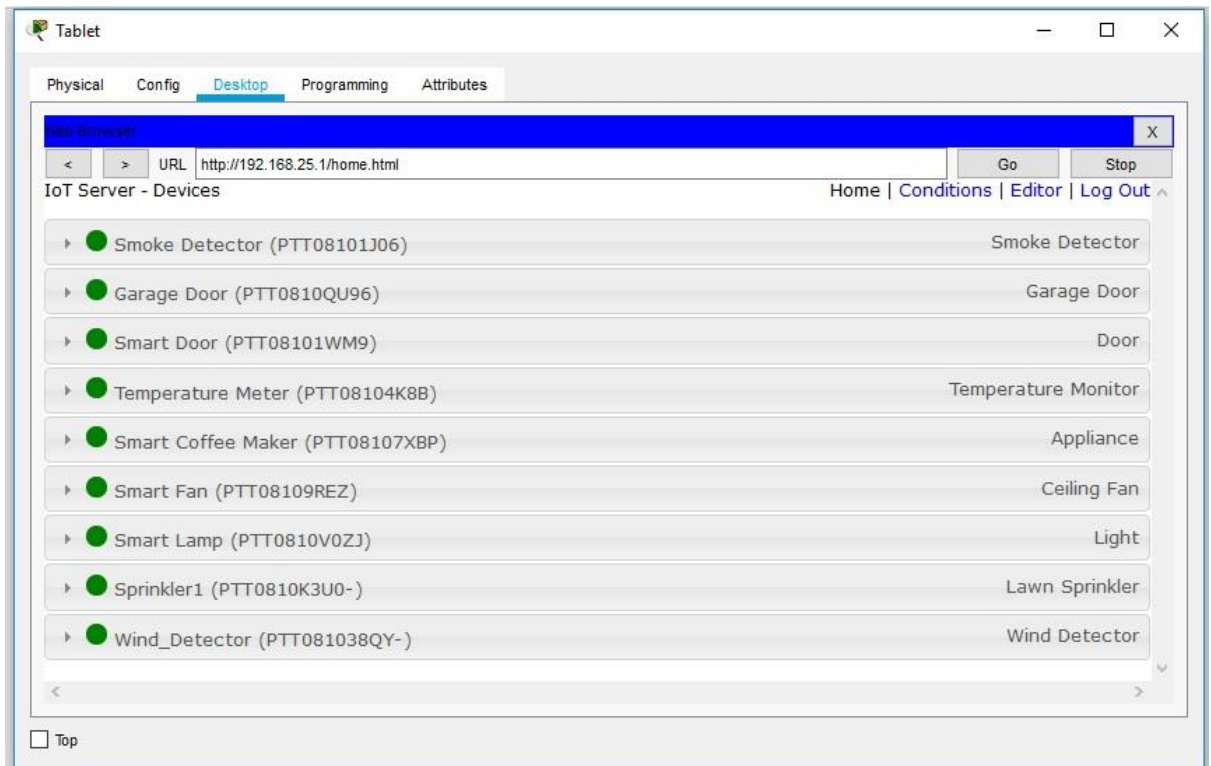 Tablet
Physical Config Desktop Programming Attributes
Web Browser X
< > URL http://192.168.25.1/home.html Go Stop
IoT Server - Devices Home | Conditions | Editor | Log Out
Smoke Detector (PTT08101J06) Smoke Detector
Garage Door (PTT0810QU96) Garage Door
Smart Door (PTT08101WM9) Door
Temperature Meter (PTT08104K8B) Temperature Monitor
Smart Coffee Maker (PTT08107XBP) Appliance
Smart Fan (PTT08109REZ) Ceiling Fan
Smart Lamp (PTT0810V0ZJ) Light
Sprinkler1 (PTT0810K3U0-) Lawn Sprinkler
Wind_Detector (PTT081038QY-) Wind Detector
Top